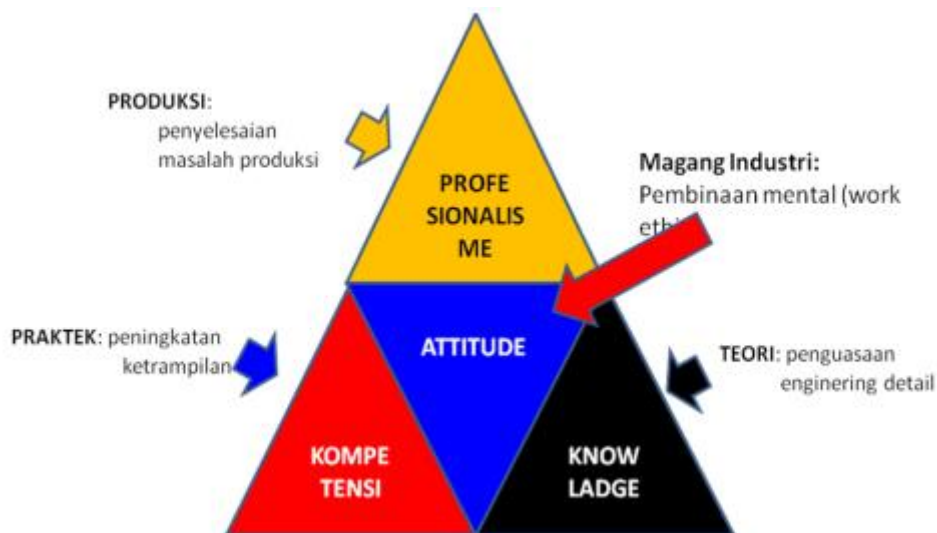 PRODUKSI:
penyelesaian
masalah produksi
PROFE
SIONALIS
ME
Magang Industri:
Pembinaan mental (work
PRAKTEK: peningkatan
ketrampilan
ATTITUDE
TEORI: penguasaan
enginering detail
KOMPE
TENSI
KNOW
LADGE